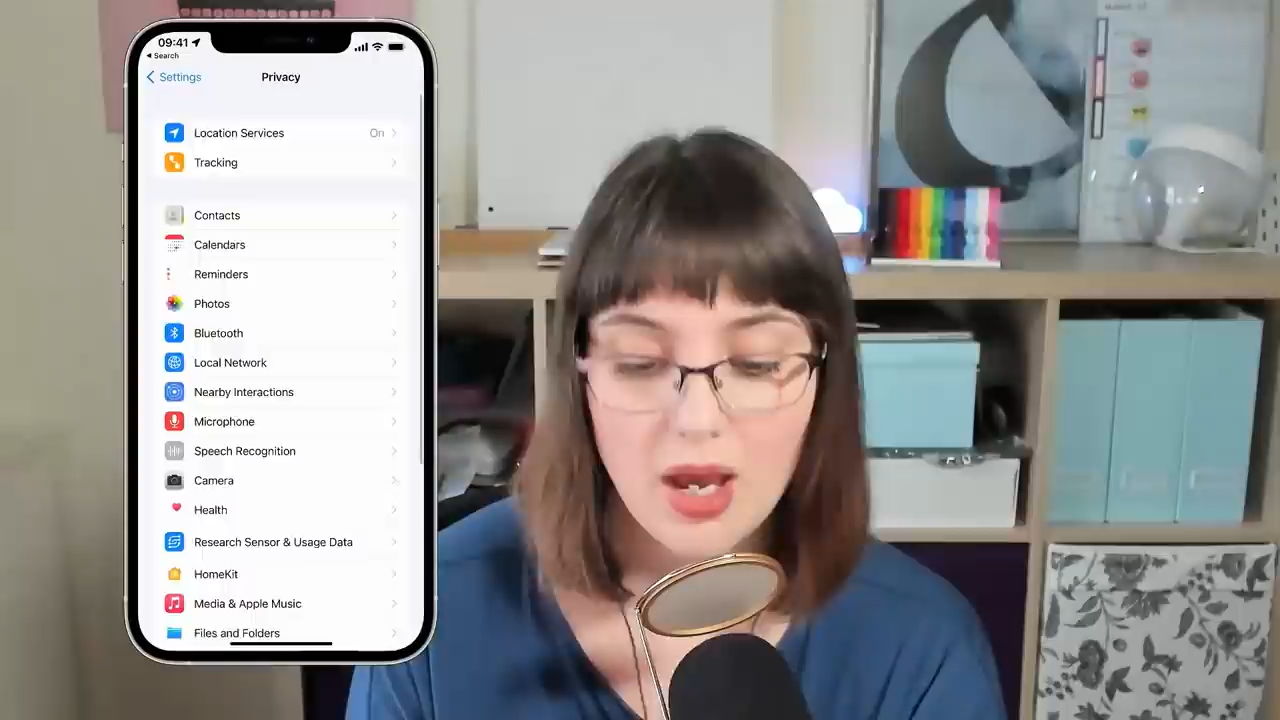 09:41
Search
Settings
Privacy
Location Services On
Tracking
Contacts
Calendars
Reminders
Photos
Bluetooth
Local Network
Nearby Interactions
Microphone
Speech Recognition
Camera
Health
Research Sensor & Usage Data
HomeKit
Media & Apple Music
Files and Folders